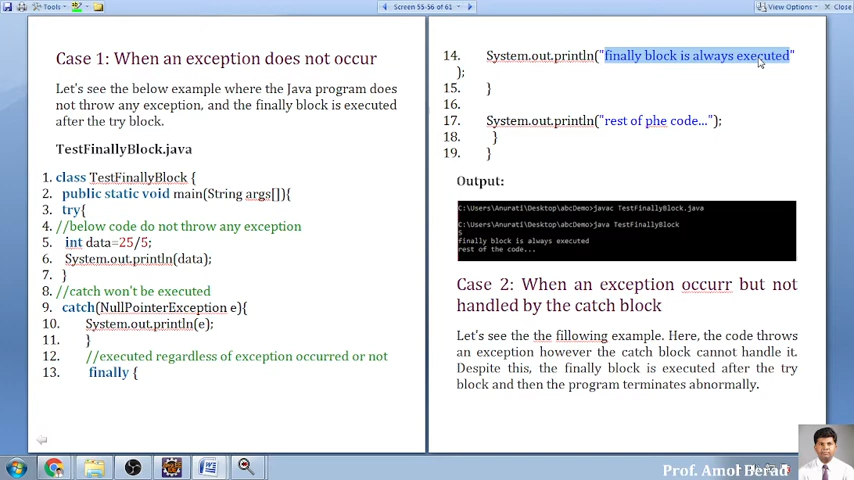 Tools
Screen 55-56 of 61
View Options
Close
Case 1: When an exception does not occur
Let's see the below example where the Java program does
not throw any exception, and the finally block is executed
after the try block.
TestFinallyBlock.java
1. class TestFinallyBlock {
2. public static void main(String args[]){
3. try{
4. //below code do not throw any exception
5. int data=25/5;
6. System.out.println(data);
7. }
8. //catch won't be executed
9. catch(NullPointerException e){
10. System.out.println(e);
11. }
12. //executed regardless of exception occurred or not
13. finally {
14. System.out.println("finally block is always executed"
);
15. }
16.
17. System.out.println("rest of phe code...");
18. }
19. }
Output:
C:\Users\Anurati\Desktop\abcDemo>javac TestFinallyBlock.java
C:\Users\Anurati\Desktop\abcDemo>java TestFinallyBlock
5
finally block is always executed
rest of the code...
Case 2: When an exception occurr but not
handled by the catch block
Let's see the the fillowing example. Here, the code throws
an exception however the catch block cannot handle it.
Despite this, the finally block is executed after the try
block and then the program terminates abnormally.
Prof. Amol Berad